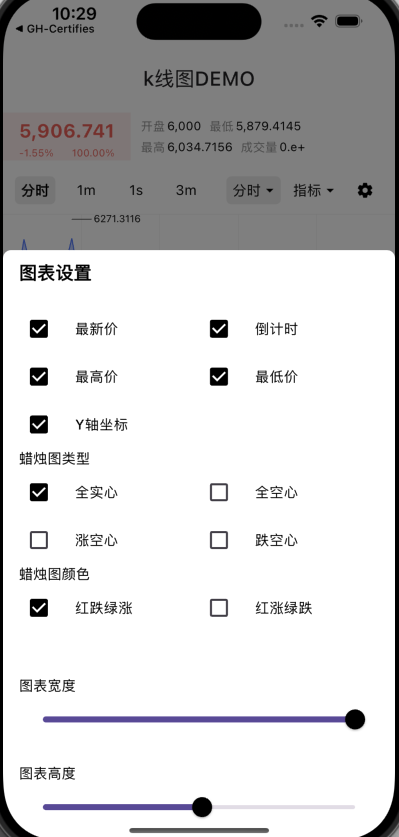 10:29
◀ GH-Certifies
k线图DEMO
5,906.741
-1.55% 100.00%
开盘 6,000 最低 5,879.4145
最高 6,034.7156 成交量 0.e+
分时 1m 1s 3m 分时 指标
6271.3116
图表设置
最新价 倒计时
最高价 最低价
Y轴坐标
蜡烛图类型
全实心 全空心
涨空心 跌空心
蜡烛图颜色
红跌绿涨 红涨绿跌
图表宽度
图表高度